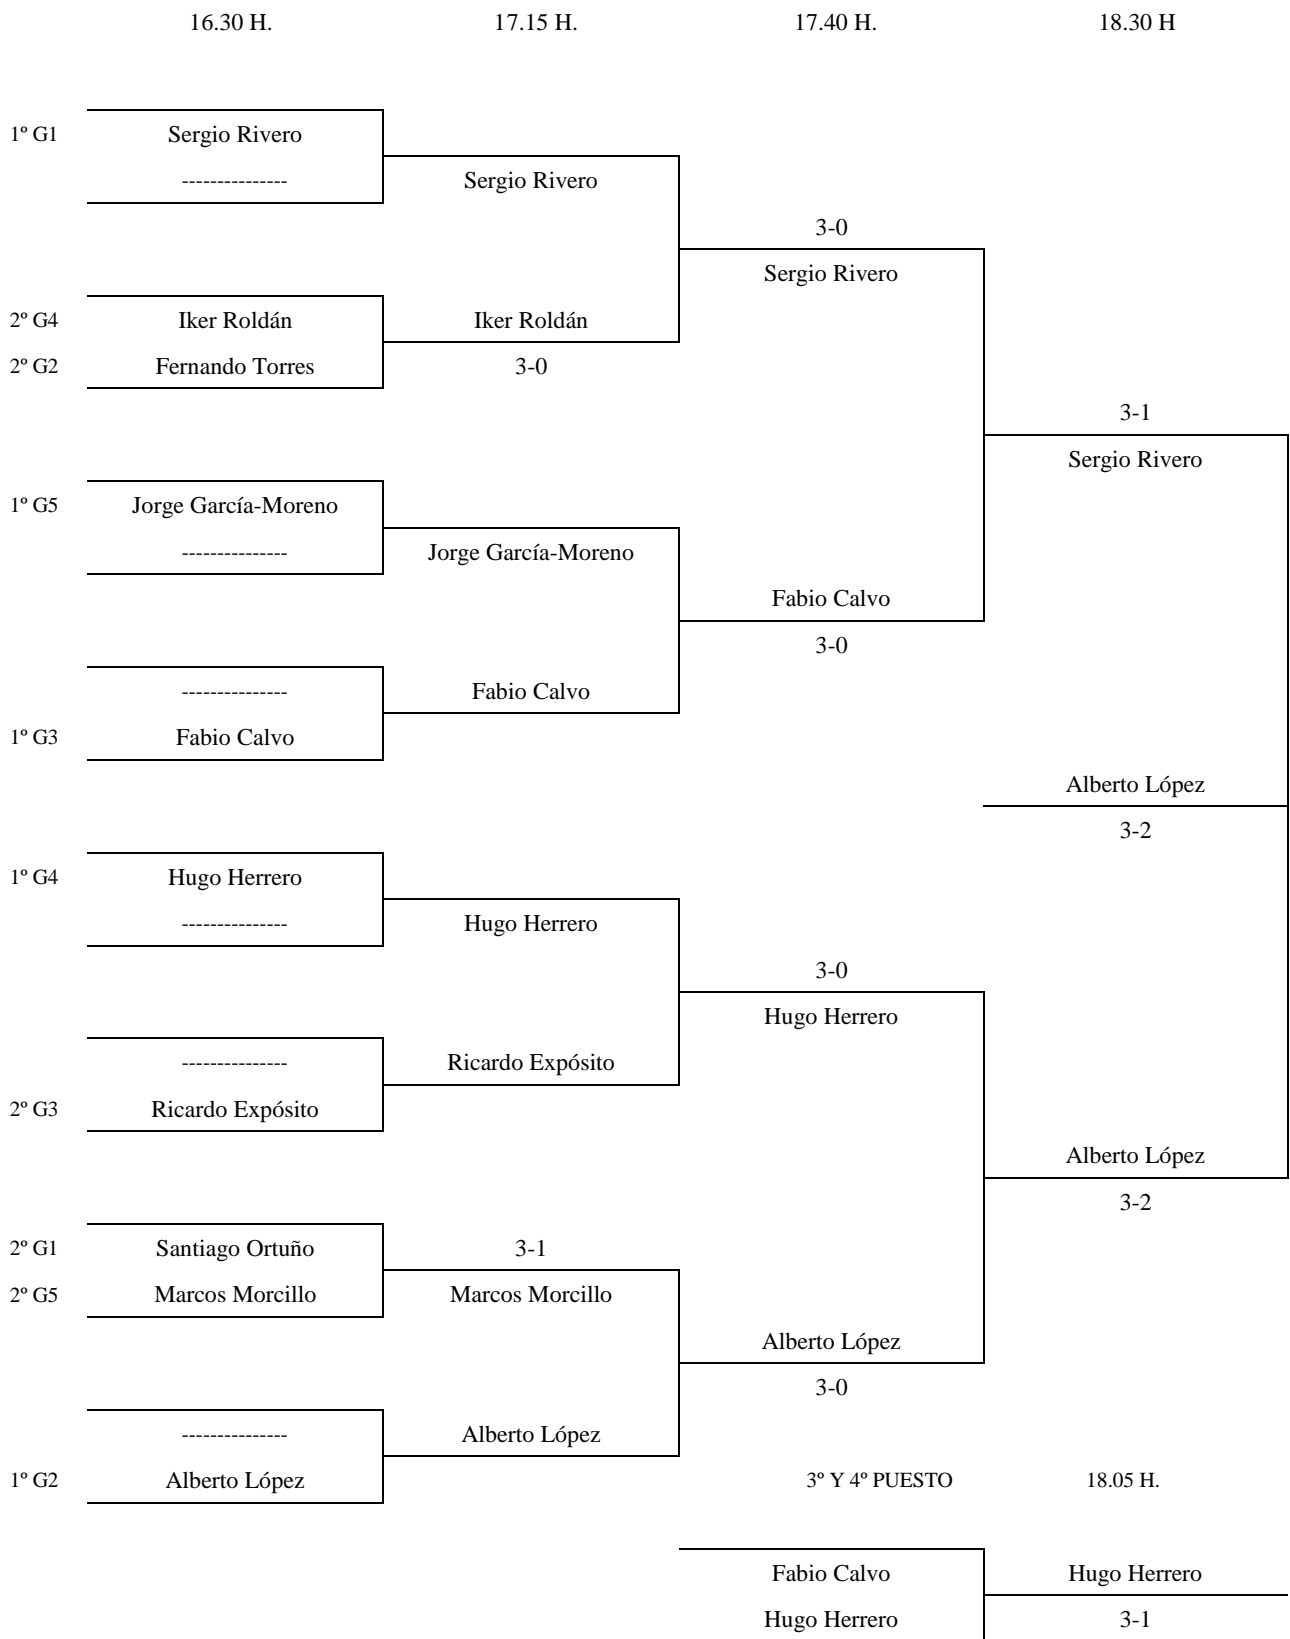 16.30 H. 17.15 H. 17.40 H. 18.30 H
1º G1 Sergio Rivero
--------------- Sergio Rivero
3-0
Sergio Rivero
2º G4 Iker Roldán Iker Roldán
2º G2 Fernando Torres 3-0
3-1
Sergio Rivero
1º G5 Jorge García-Moreno
--------------- Jorge García-Moreno
Fabio Calvo
3-0
--------------- Fabio Calvo
1º G3 Fabio Calvo
Alberto López
3-2
1º G4 Hugo Herrero
--------------- Hugo Herrero
3-0
Hugo Herrero
--------------- Ricardo Expósito
2º G3 Ricardo Expósito
Alberto López
3-2
2º G1 Santiago Ortuño 3-1
2º G5 Marcos Morcillo Marcos Morcillo
Alberto López
3-0
--------------- Alberto López
1º G2 Alberto López 3º Y 4º PUESTO 18.05 H.
Fabio Calvo Hugo Herrero
Hugo Herrero 3-1